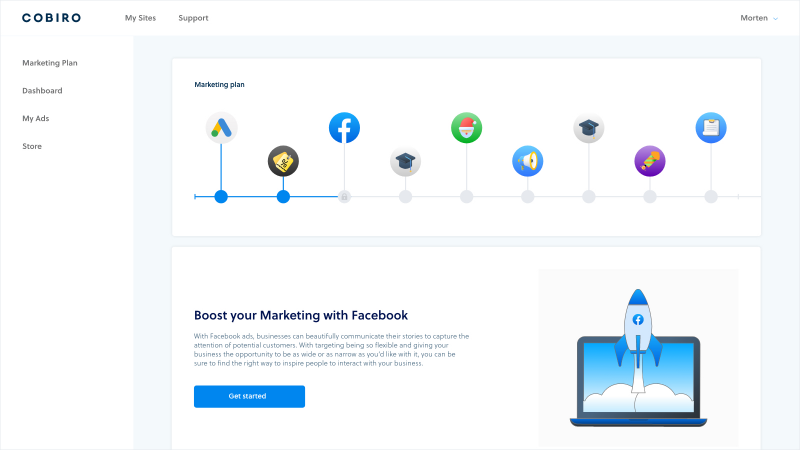 COBIRO
My Sites
Support
Morten
Marketing Plan
Dashboard
My Ads
Store
Marketing plan
Boost your Marketing with Facebook
With Facebook ads, businesses can beautifully communicate their stories to capture the
attention of potential customers. With targeting being so flexible and giving your
business the opportunity to be as wide or as narrow as you'd like with it, you can be
sure to find the right way to inspire people to interact with your business.
Get started